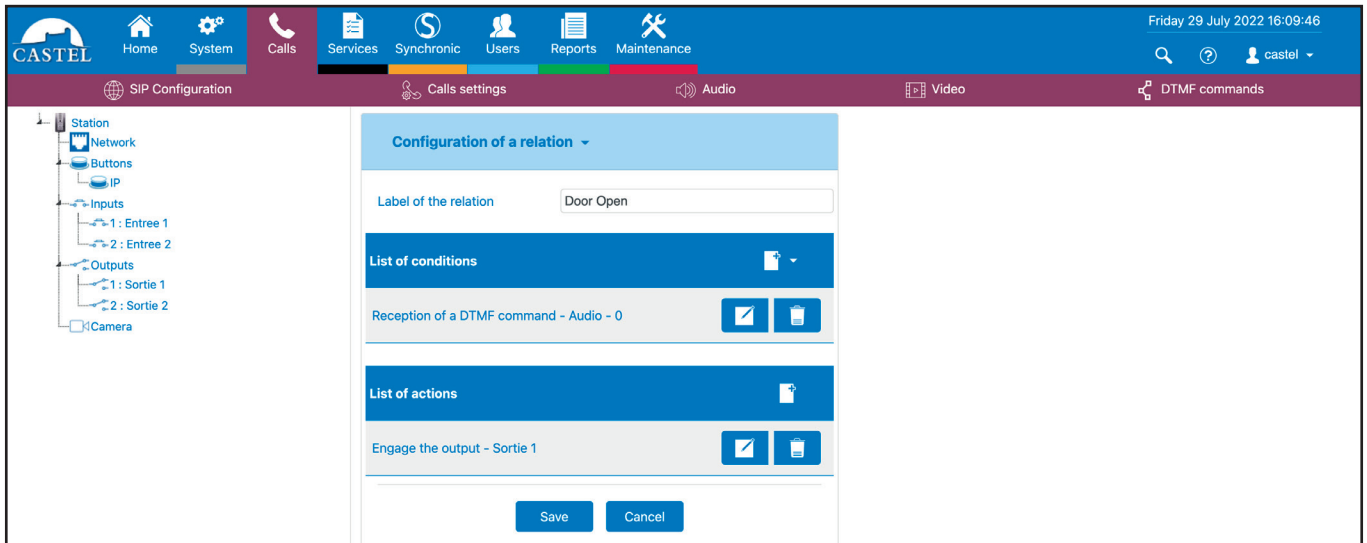 CASTEL
Home
System
Calls
Services
Synchronic
Users
Reports
Maintenance
Friday 29 July 2022 16:09:46
castel
SIP Configuration
Calls settings
Audio
Video
DTMF commands
Station
Network
Buttons
IP
Inputs
1 : Entree 1
2 : Entree 2
Outputs
1 : Sortie 1
2 : Sortie 2
Camera
Configuration of a relation
Label of the relation
Door Open
List of conditions
Reception of a DTMF command - Audio - 0
List of actions
Engage the output - Sortie 1
Save
Cancel